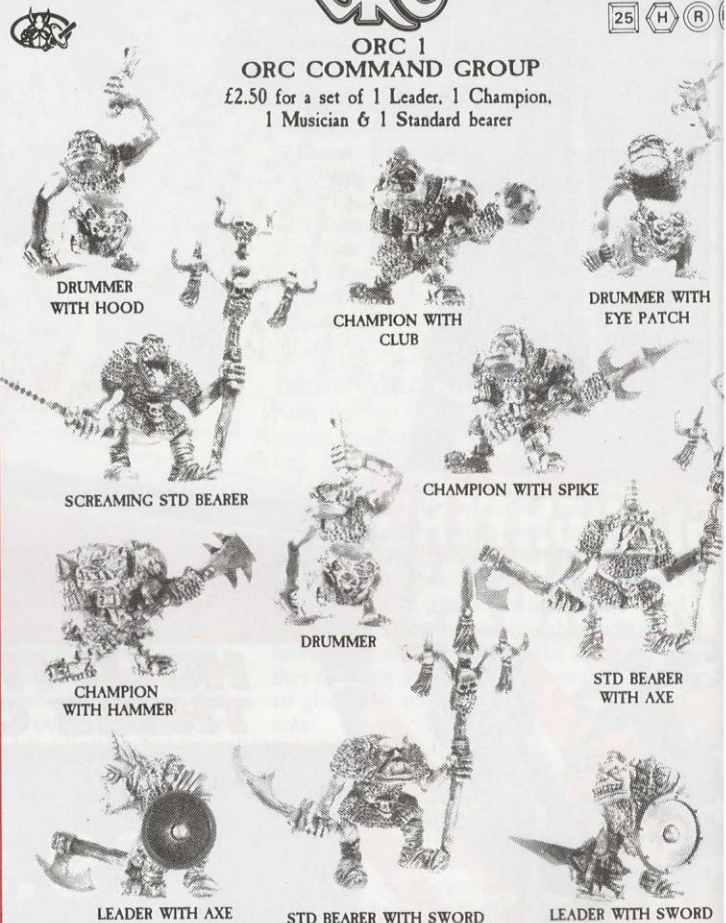 ORC
25 H R
ORC 1
ORC COMMAND GROUP
£2.50 for a set of 1 Leader, 1 Champion,
1 Musician & 1 Standard bearer
DRUMMER
WITH HOOD
CHAMPION WITH
CLUB
DRUMMER WITH
EYE PATCH
SCREAMING STD BEARER
CHAMPION WITH SPIKE
DRUMMER
CHAMPION
WITH HAMMER
STD BEARER
WITH AXE
LEADER WITH AXE
STD BEARER WITH SWORD
LEADER WITH SWORD